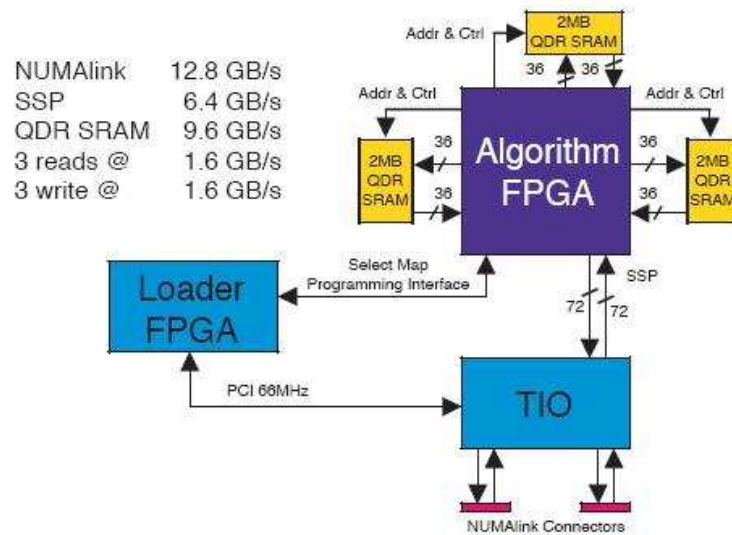 NUMAlink 12.8 GB/s
SSP 6.4 GB/s
QDR SRAM 9.6 GB/s
3 reads @ 1.6 GB/s
3 write @ 1.6 GB/s
Addr & Ctrl
2MB
QDR SRAM
36
36
Addr & Ctrl
Addr & Ctrl
2MB
QDR
SRAM
36
36
Algorithm
FPGA
36
36
2MB
QDR
SRAM
Select Map
Programming Interface
Loader
FPGA
SSP
72
72
PCI 66MHz
TIO
NUMAlink Connectors